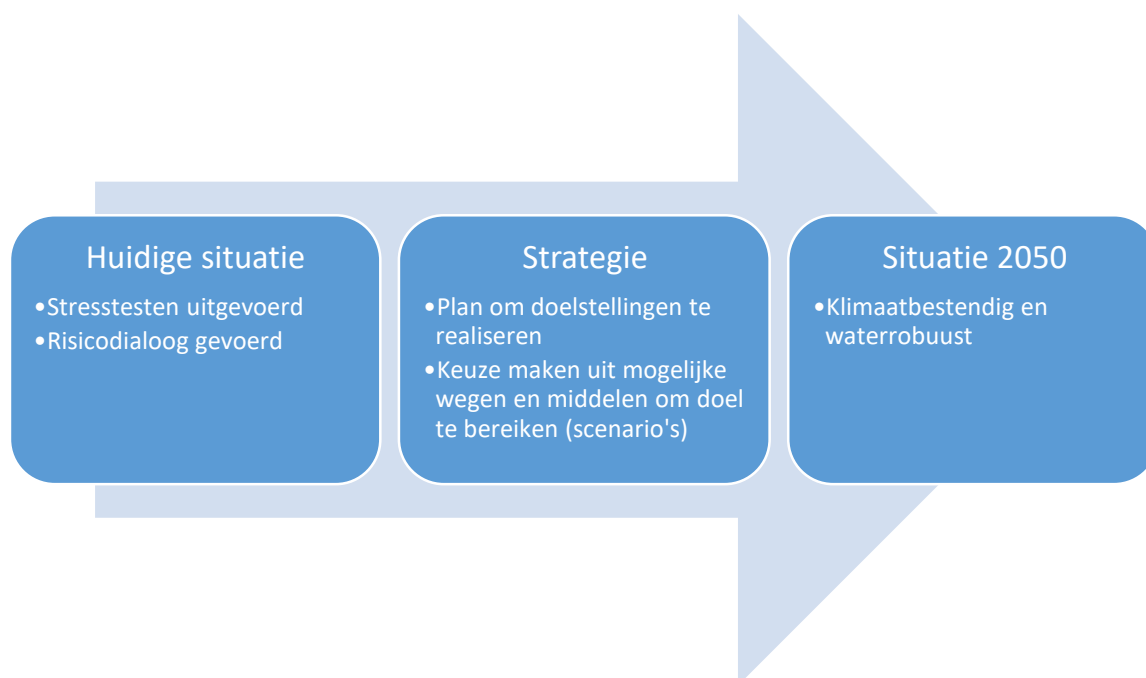 Huidige situatie
•Stresstesten uitgevoerd
•Risicodialoog gevoerd
Strategie
•Plan om doelstellingen te
realiseren
•Keuze maken uit mogelijke
wegen en middelen om doel
te bereiken (scenario's)
Situatie 2050
•Klimaatbestendig en
waterrobuust